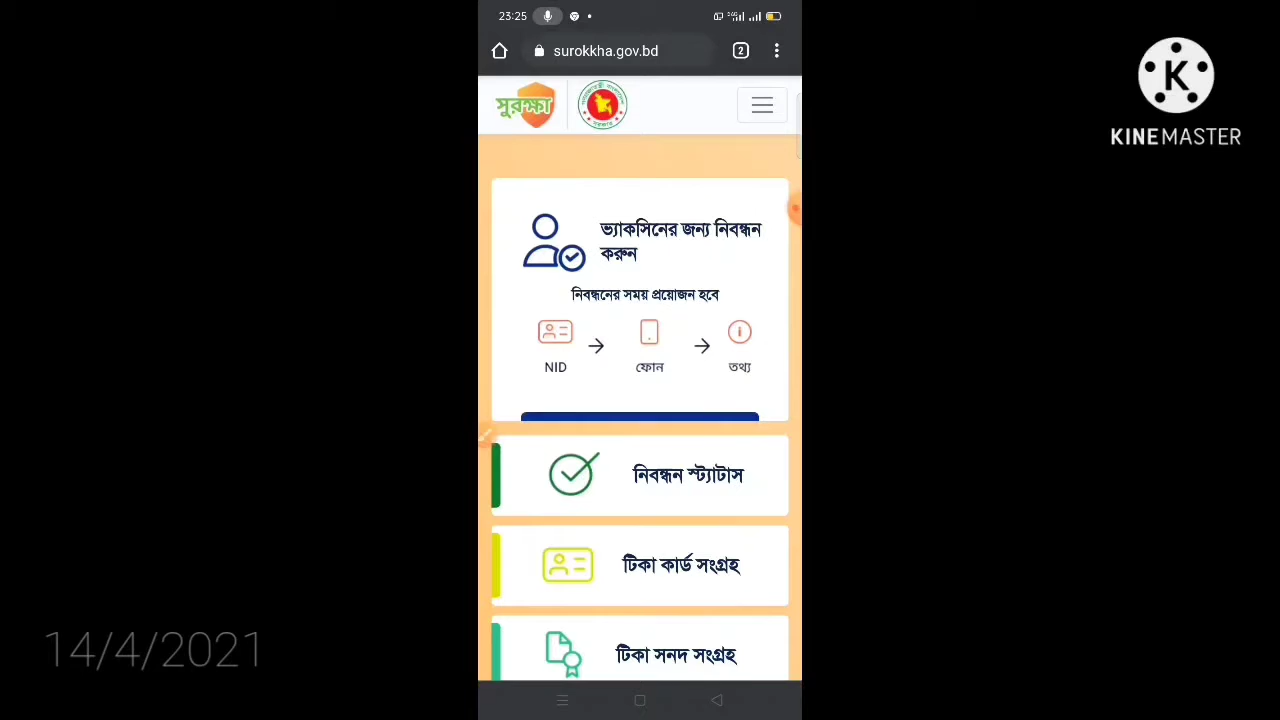 23:25
surokkha.gov.bd
2
সুরক্ষা
K
KINEMASTER
ভ্যাকসিনের জন্য নিবন্ধন
করুন
নিবন্ধনের সময় প্রয়োজন হবে
NID
ফোন
তথ্য
নিবন্ধন স্ট্যাটাস
টিকা কার্ড সংগ্রহ
টিকা সনদ সংগ্রহ
14/4/2021